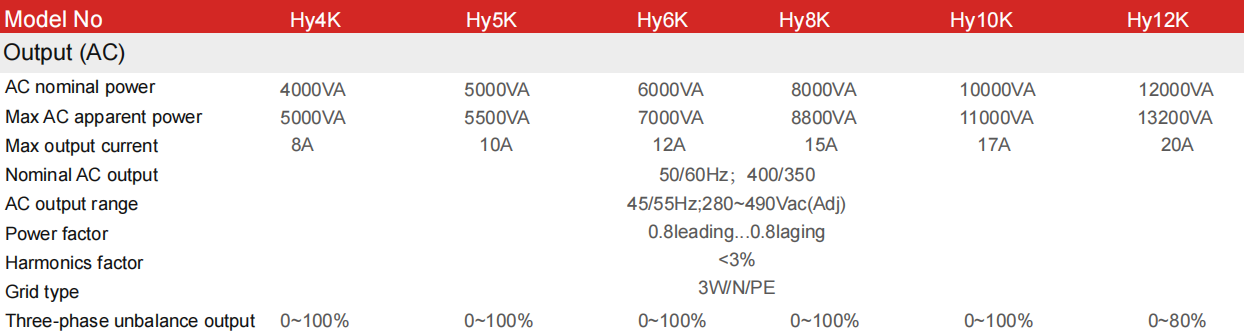 Model No Hy4K Hy5K Hy6K Hy8K Hy10K Hy12K
Output (AC)
AC nominal power 4000VA 5000VA 6000VA 8000VA 10000VA 12000VA
Max AC apparent power 5000VA 5500VA 7000VA 8800VA 11000VA 13200VA
Max output current 8A 10A 12A 15A 17A 20A
Nominal AC output 50/60Hz；400/350
AC output range 45/55Hz;280~490Vac(Adj)
Power factor 0.8leading...0.8laging
Harmonics factor <3%
Grid type 3W/N/PE
Three-phase unbalance output 0~100% 0~100% 0~100% 0~100% 0~100% 0~80%